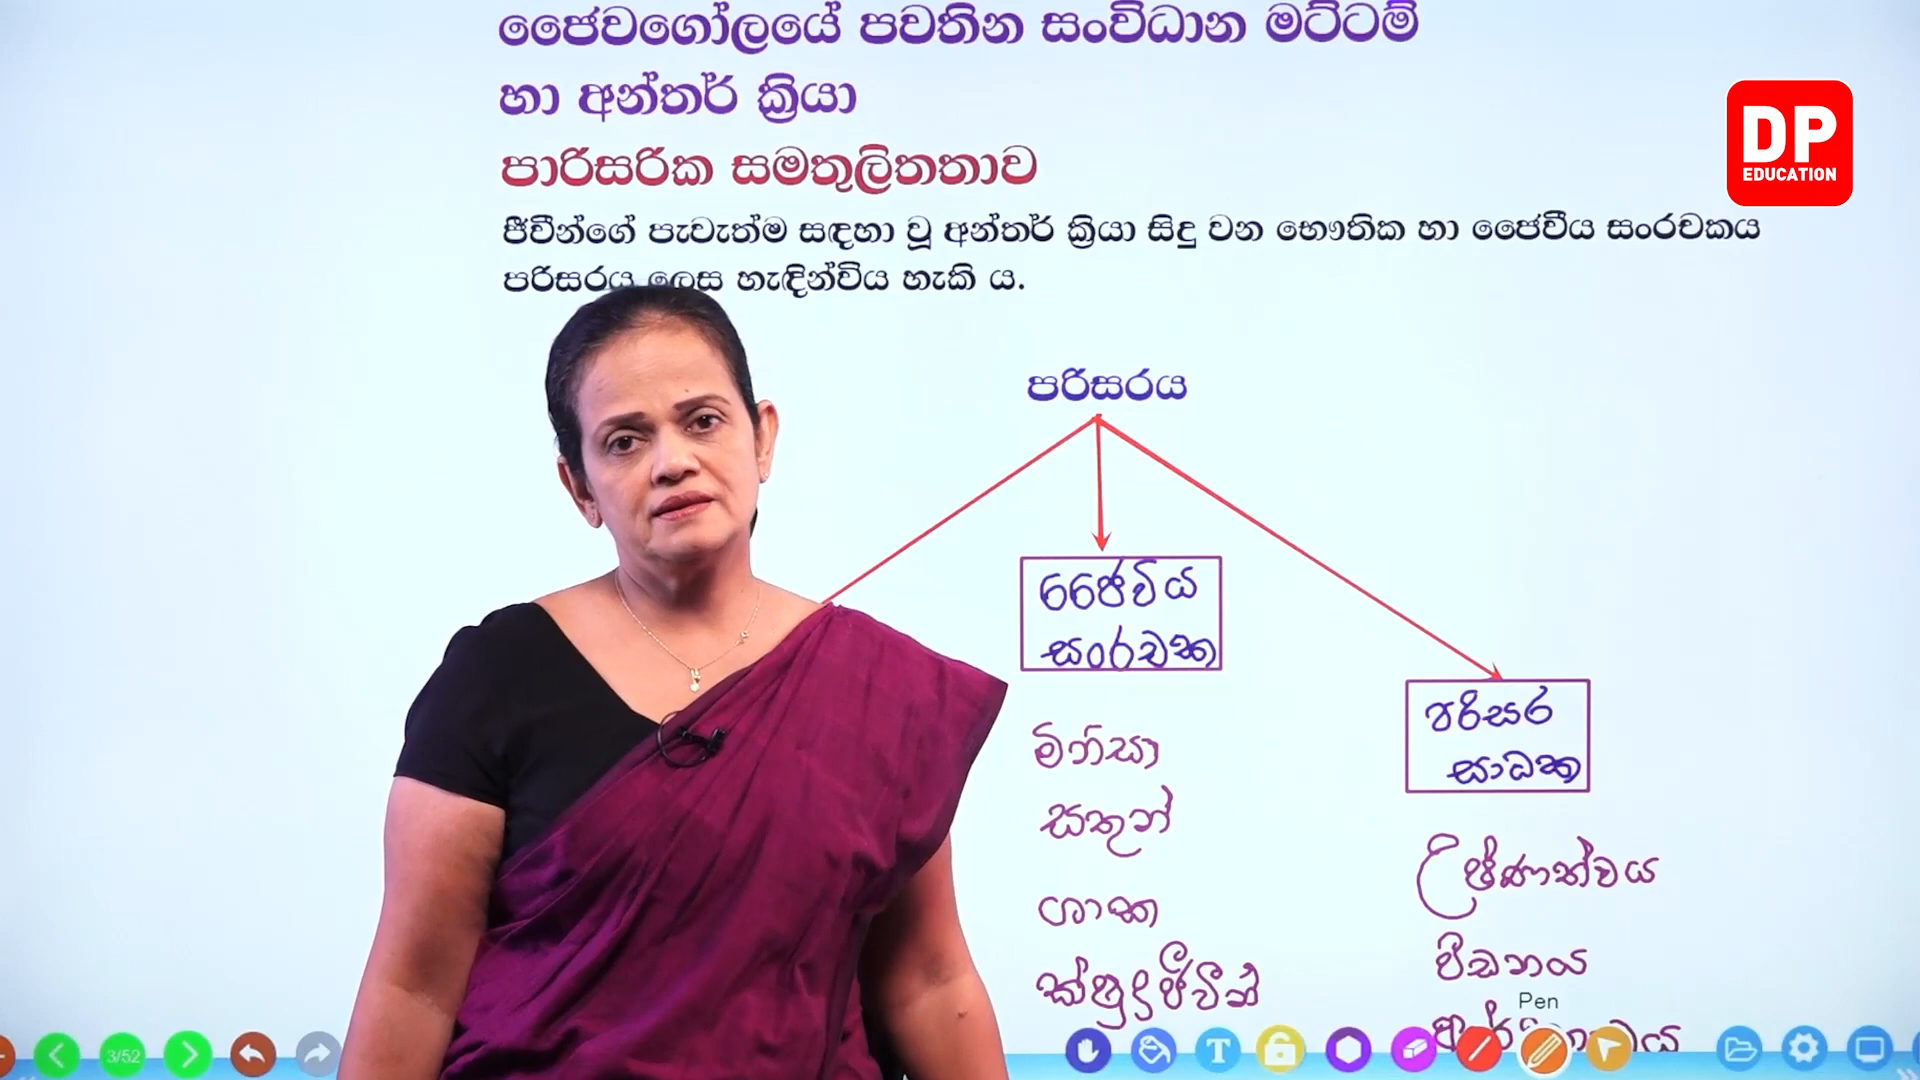 ජෛවගෝලයේ පවතින සංවිධාන මට්ටම්
හා අන්තර් ක්‍රියා
පාරිසරික සමතුලිතතාව
ජීවීන්ගේ පැවැත්ම සඳහා වූ අන්තර් ක්‍රියා සිදු වන භෞතික හා ජෛවීය සංරචකය
පරිසරය ලෙස හැඳින්විය හැකි ය.
DP
EDUCATION
පරිසරය
ජෛවීය
සංරචක
මිනිසා
සතුන්
ශාක
ක්ෂුද්‍රජීවීන්
පරිසර
සාධක
උෂ්ණත්වය
පීඩනය
Pen
3/52